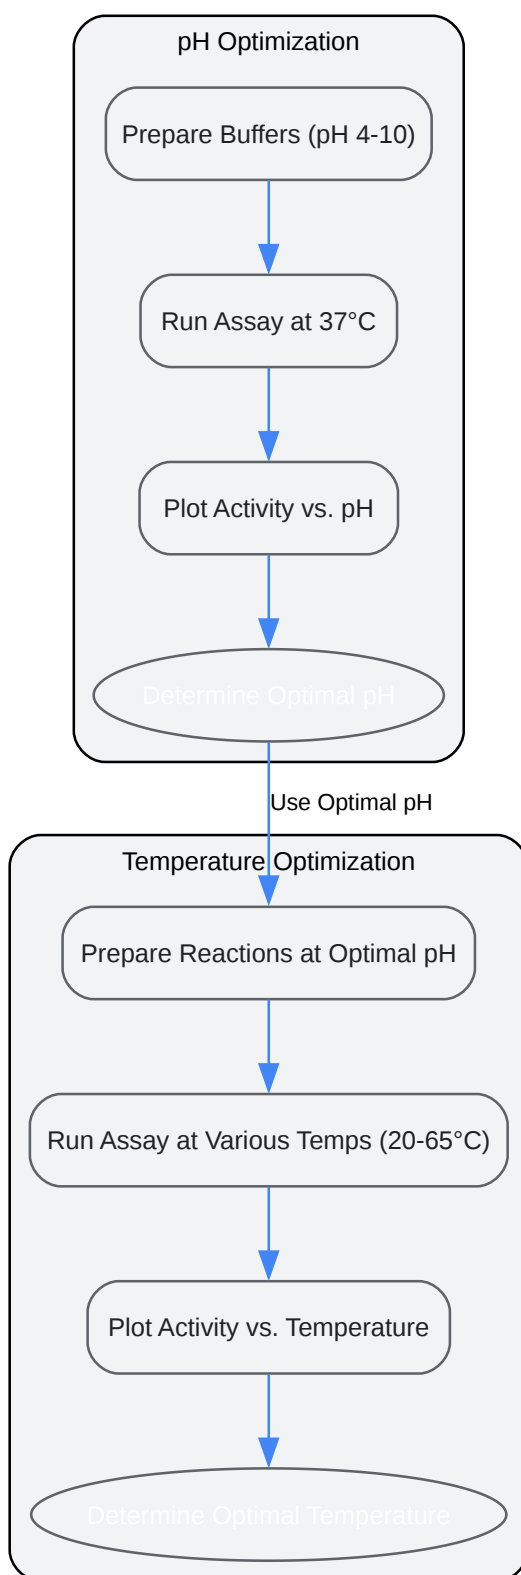 pH Optimization
Prepare Buffers (pH 4-10)
Run Assay at 37°C
Plot Activity vs. pH
Determine Optimal pH
Use Optimal pH
Temperature Optimization
Prepare Reactions at Optimal pH
Run Assay at Various Temps (20-65°C)
Plot Activity vs. Temperature
Determine Optimal Temperature